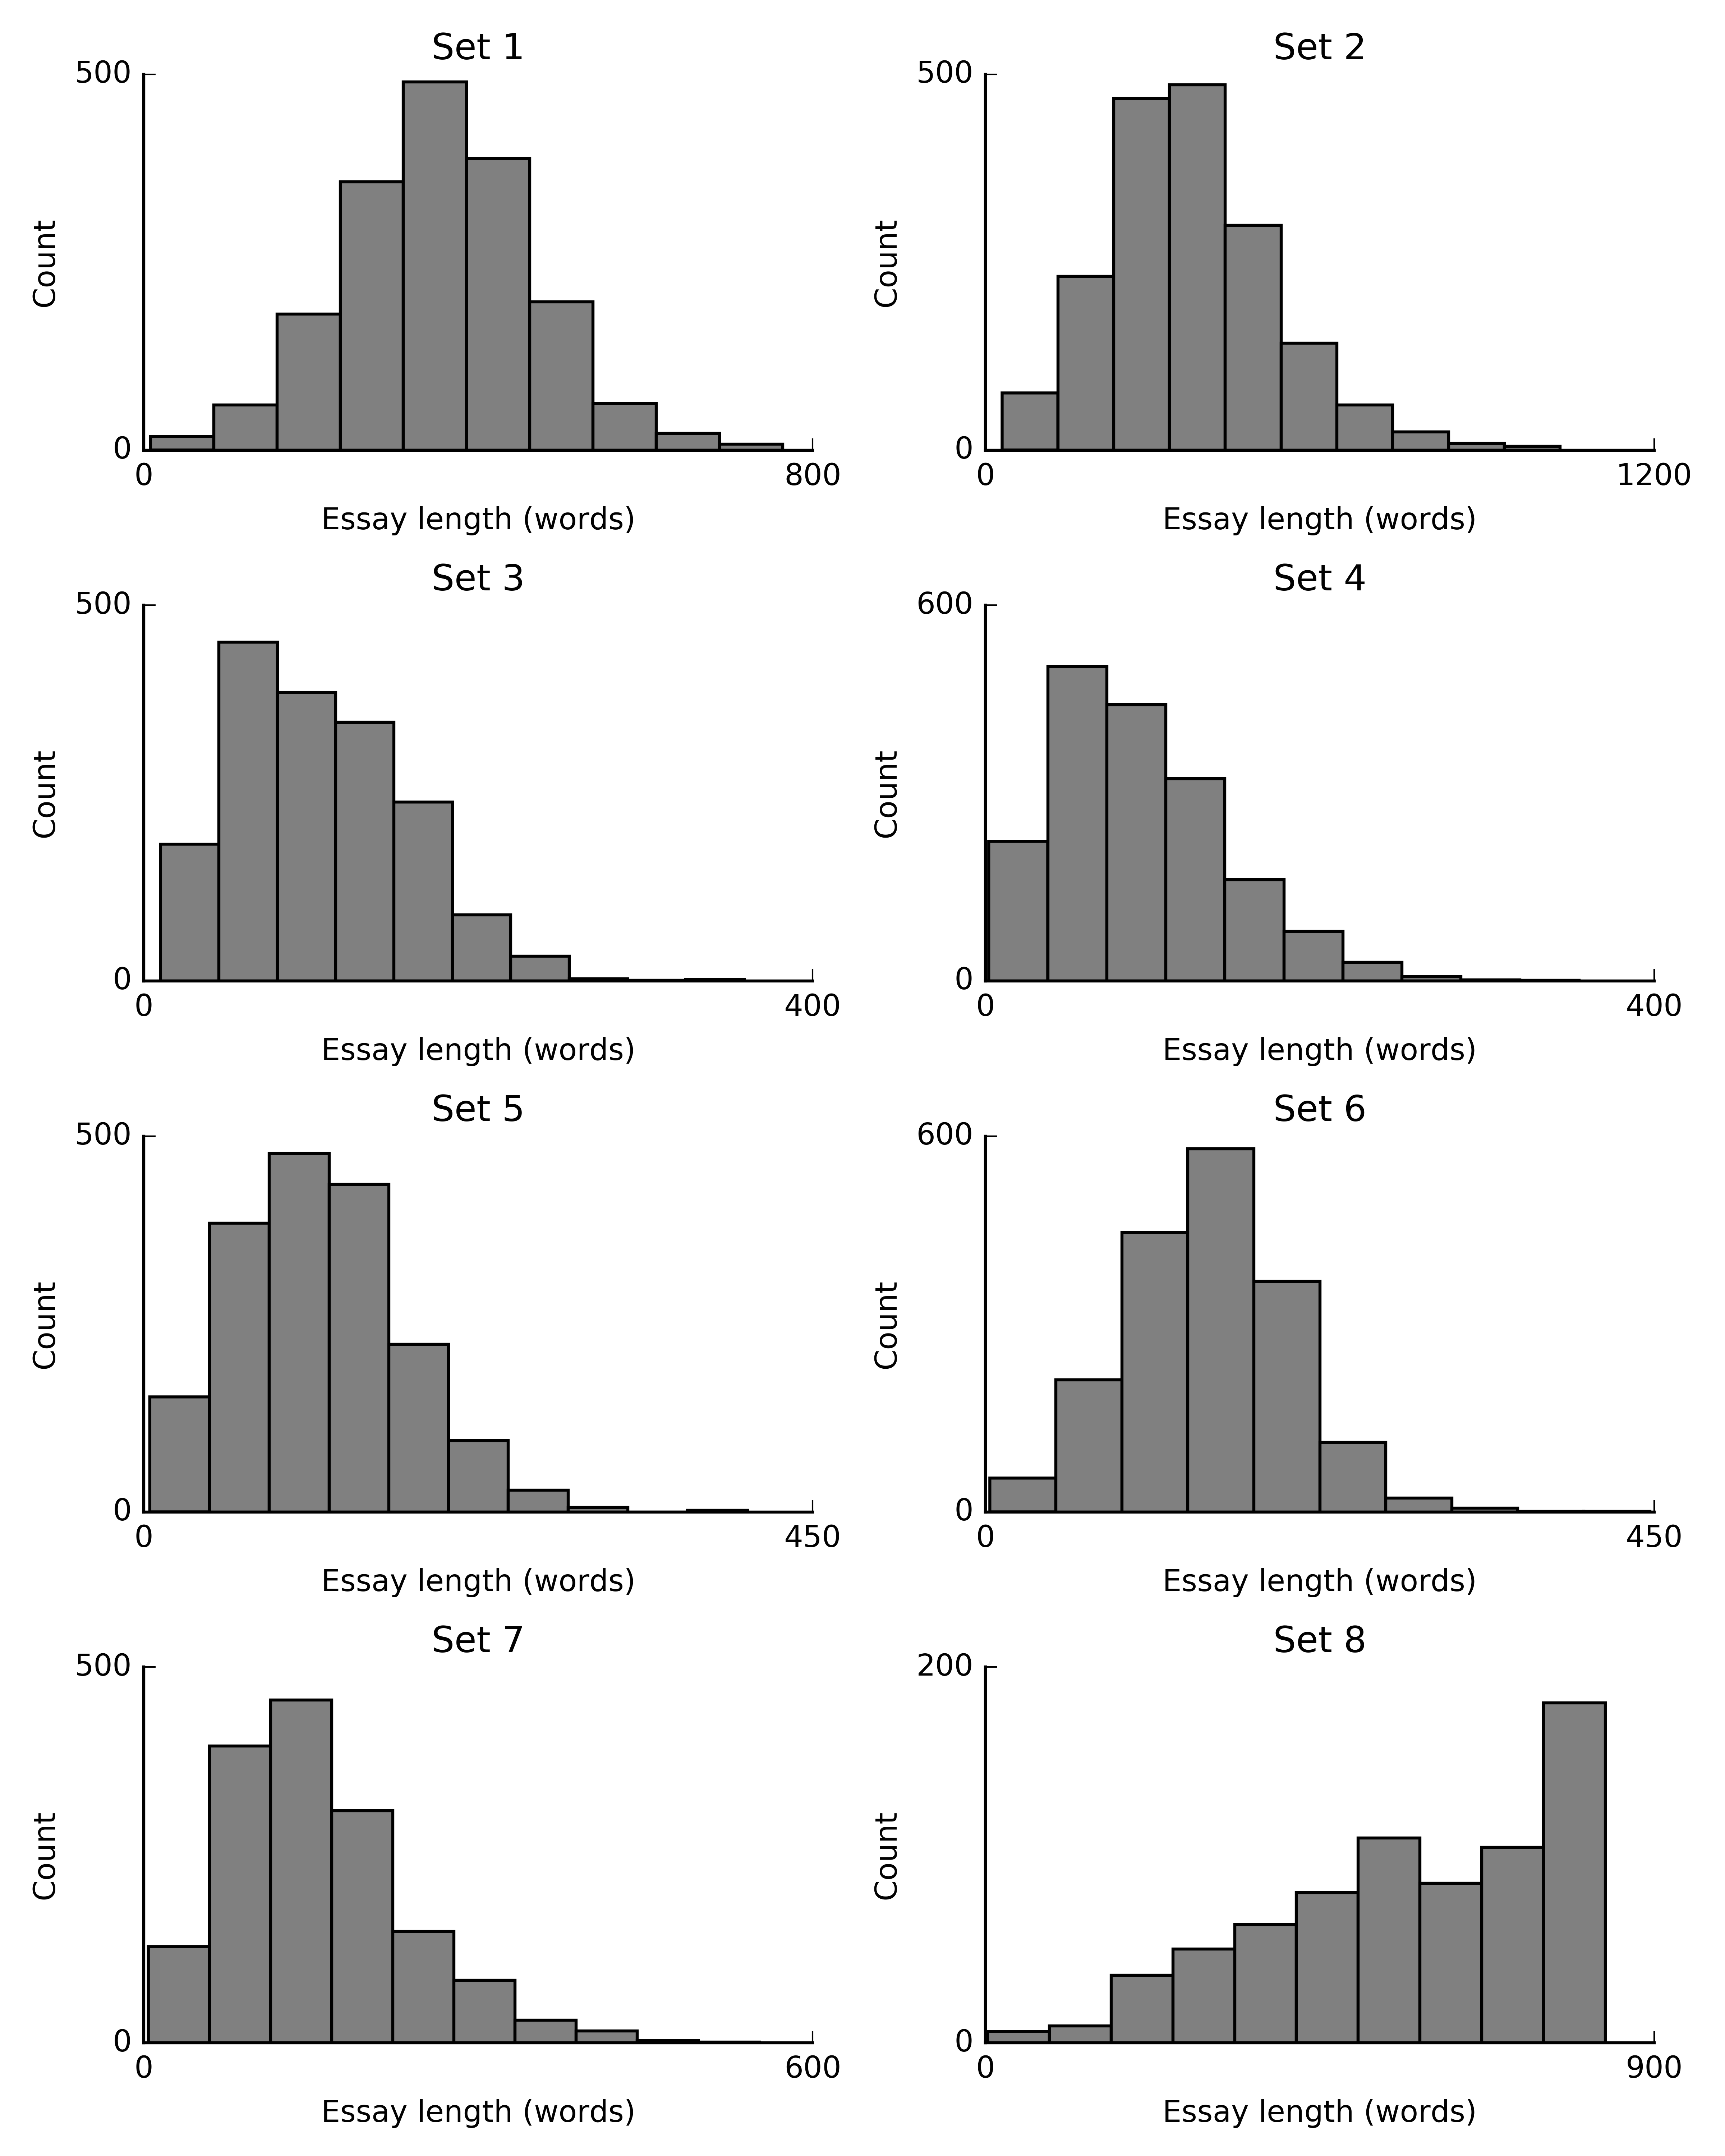 Set 1
500
Count
0
0
800
Essay length (words)
Set 2
500
Count
0
0
1200
Essay length (words)
Set 3
500
Count
0
0
400
Essay length (words)
Set 4
600
Count
0
0
400
Essay length (words)
Set 5
500
Count
0
0
450
Essay length (words)
Set 6
600
Count
0
0
450
Essay length (words)
Set 7
500
Count
0
0
600
Essay length (words)
Set 8
200
Count
0
0
900
Essay length (words)